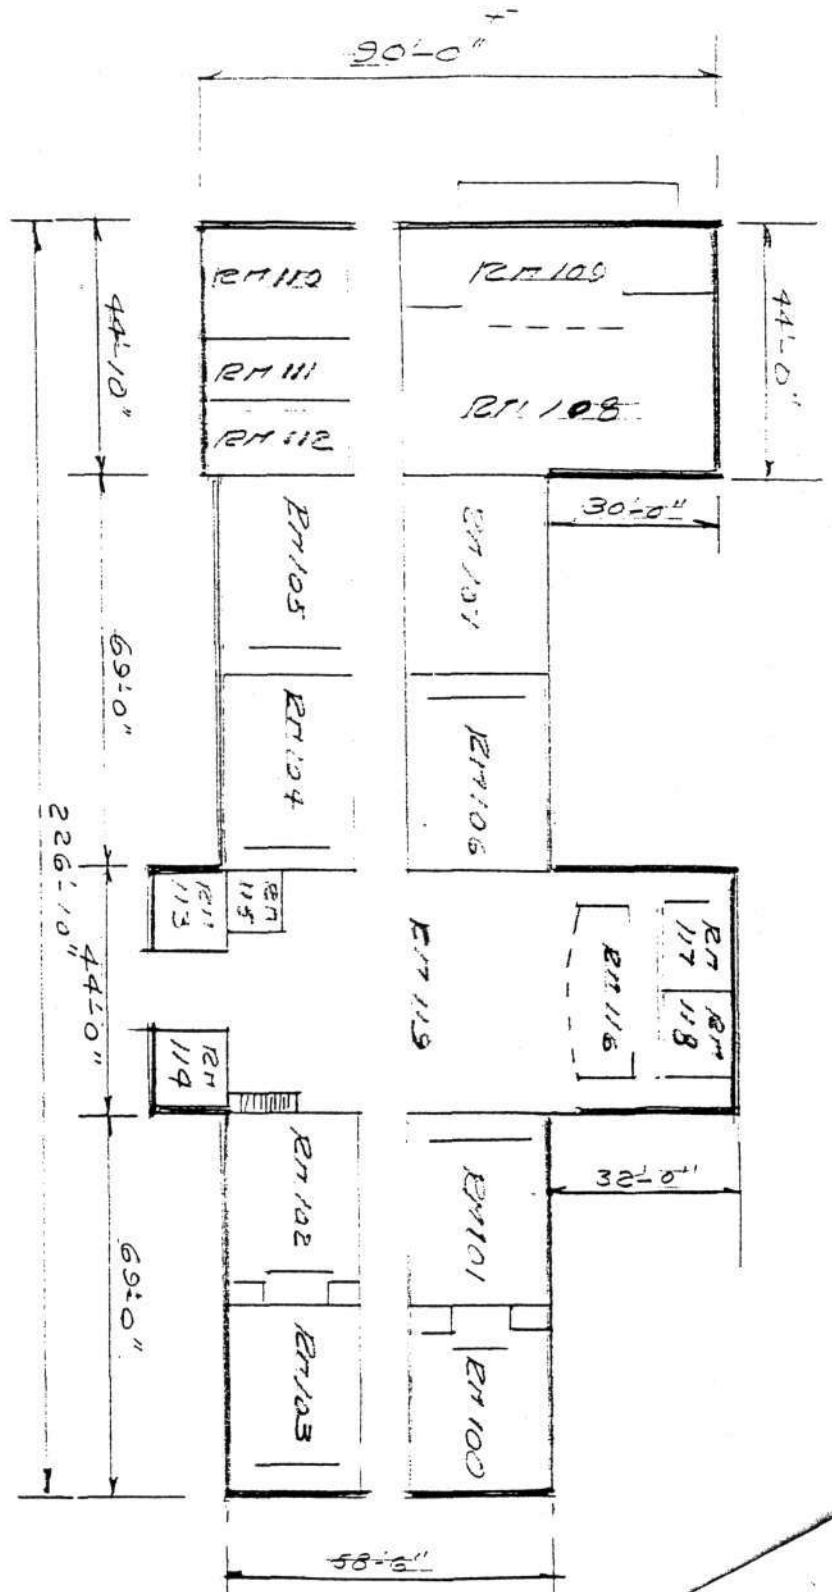 90'-0" +-
RM 110
RM 109
44'-10"
44'-0"
RM 111
RM 108
RM 112
30'-0"
RM 105
RM 107
69'-0"
RM 104
RM 106
226'-10"
RM 113
RM 115
RM 119
RM 116
RM 117
RM 118
44'-0"
RM 114
32'-0"
RM 102
RM 101
69'-0"
RM 103
RM 100
58'-6"